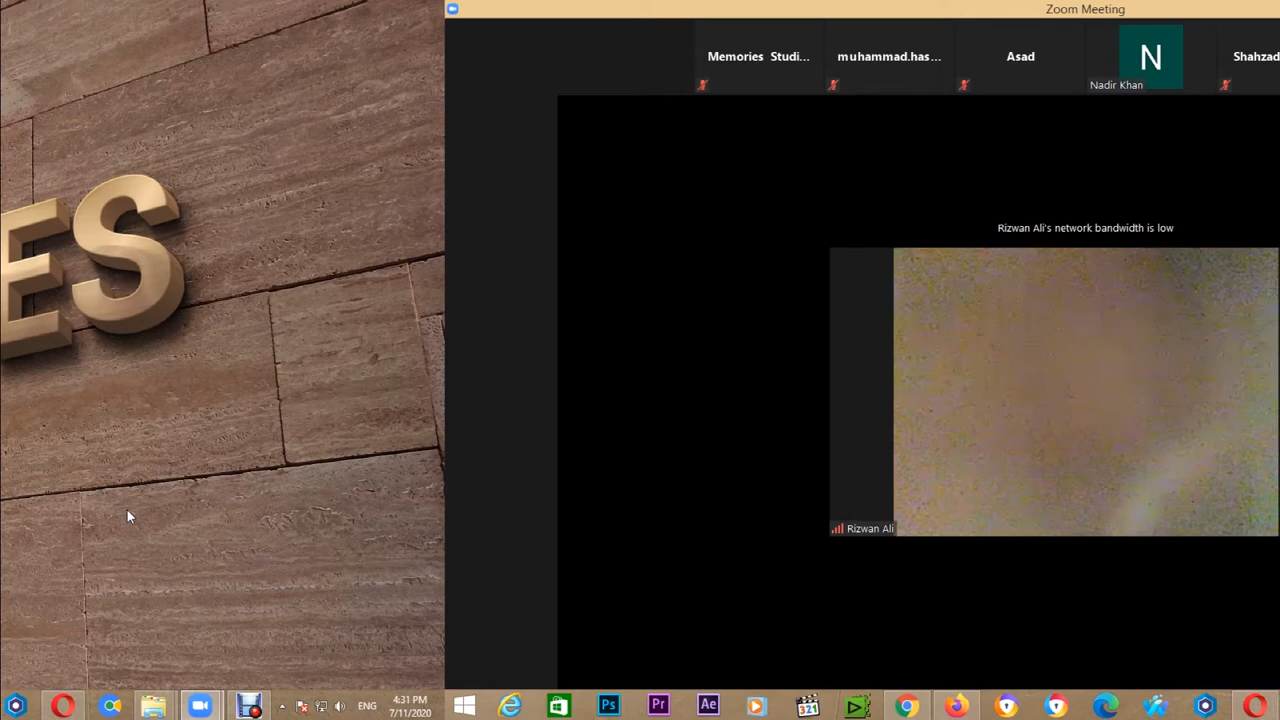 Zoom Meeting
Memories Studi...
muhammad.has...
Asad
N
Nadir Khan
Shahzad
Rizwan Ali's network bandwidth is low
ES
Rizwan Ali
ENG
4:31 PM
7/11/2020
Ps
Pr
Ae
321